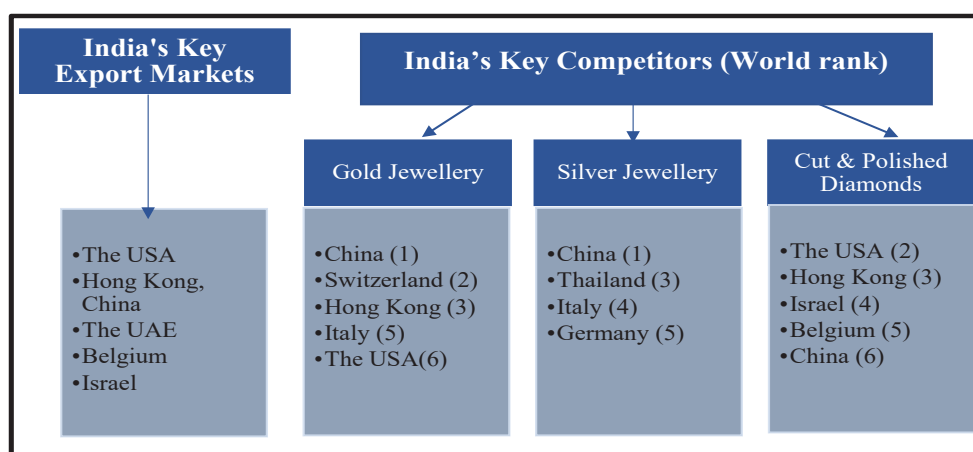 India's Key
Export Markets
•The USA
•Hong Kong,
China
•The UAE
•Belgium
•Israel
India’s Key Competitors (World rank)
Gold Jewellery
•China (1)
•Switzerland (2)
•Hong Kong (3)
•Italy (5)
•The USA(6)
Silver Jewellery
•China (1)
•Thailand (3)
•Italy (4)
•Germany (5)
Cut & Polished
Diamonds
•The USA (2)
•Hong Kong (3)
•Israel (4)
•Belgium (5)
•China (6)